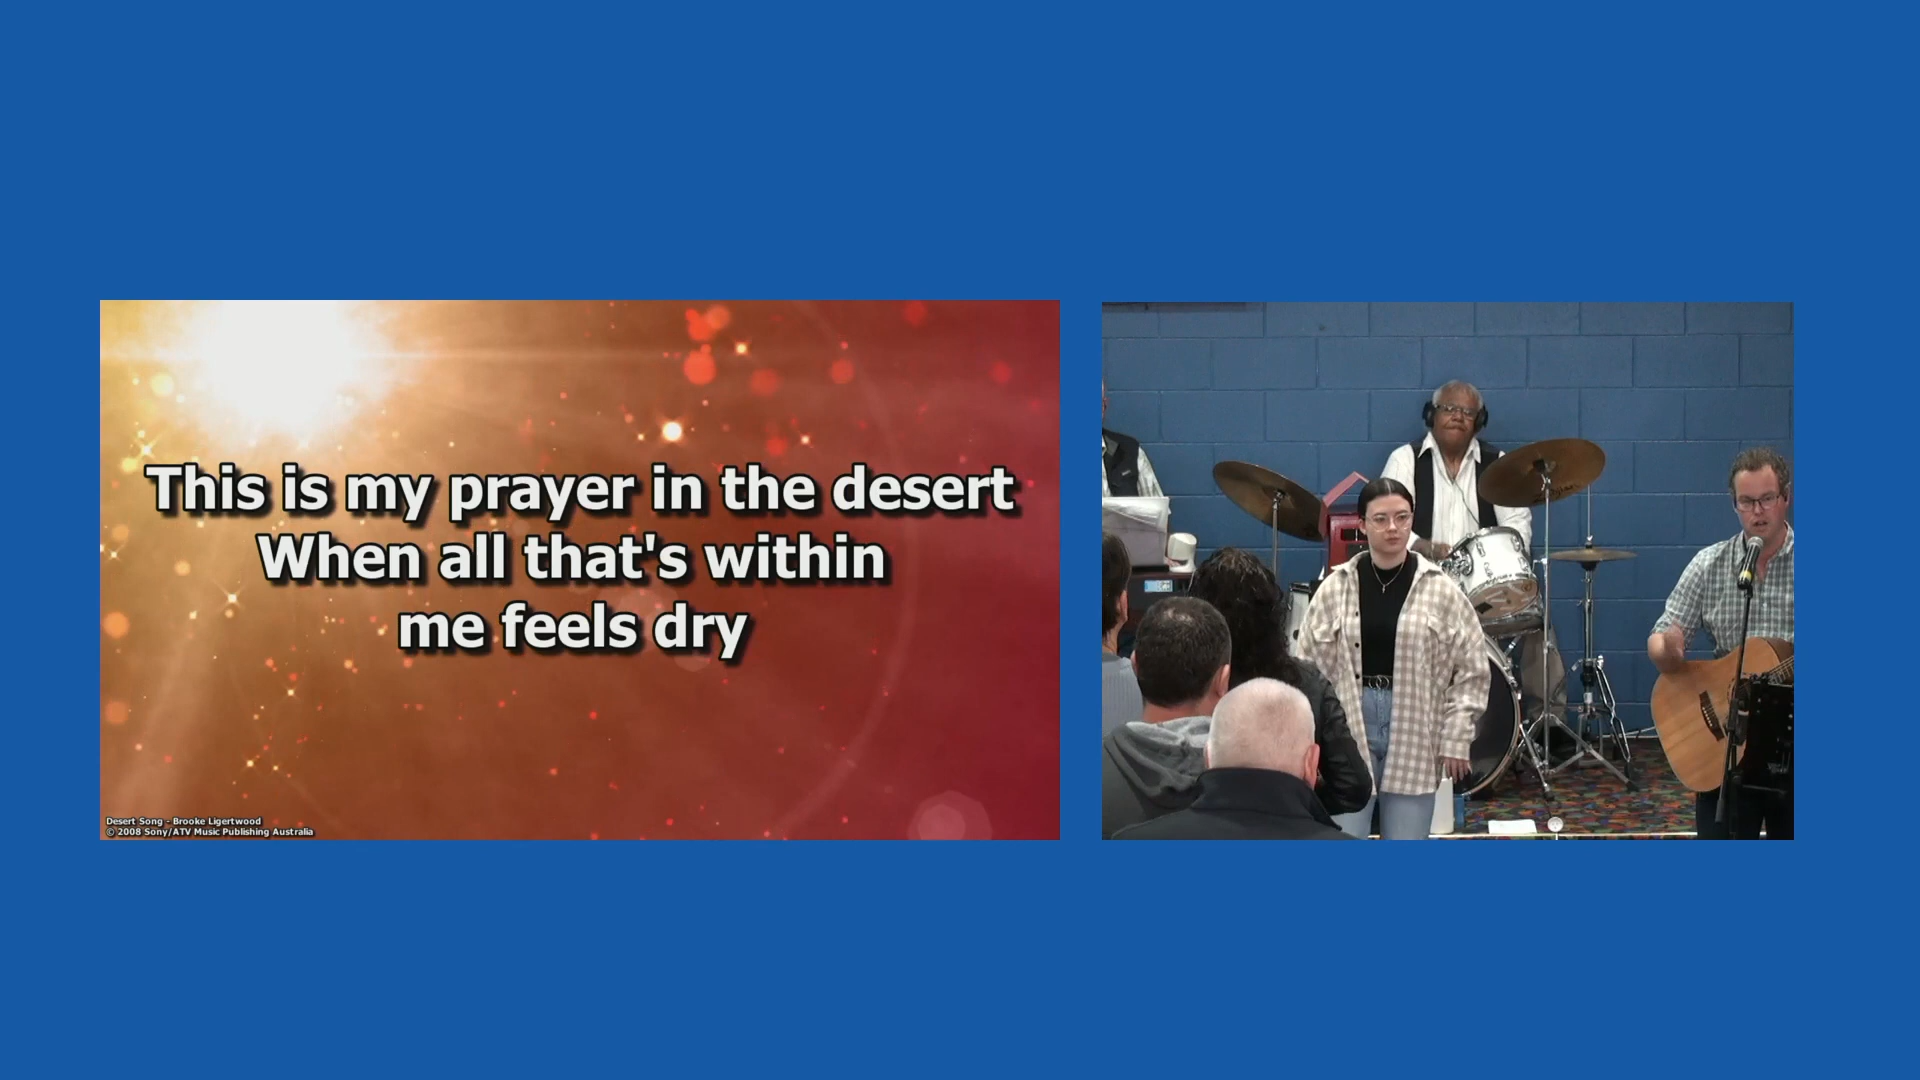 This is my prayer in the desert
When all that's within
me feels dry
Desert Song - Brooke Ligertwood
© 2008 Sony/ATV Music Publishing Australia